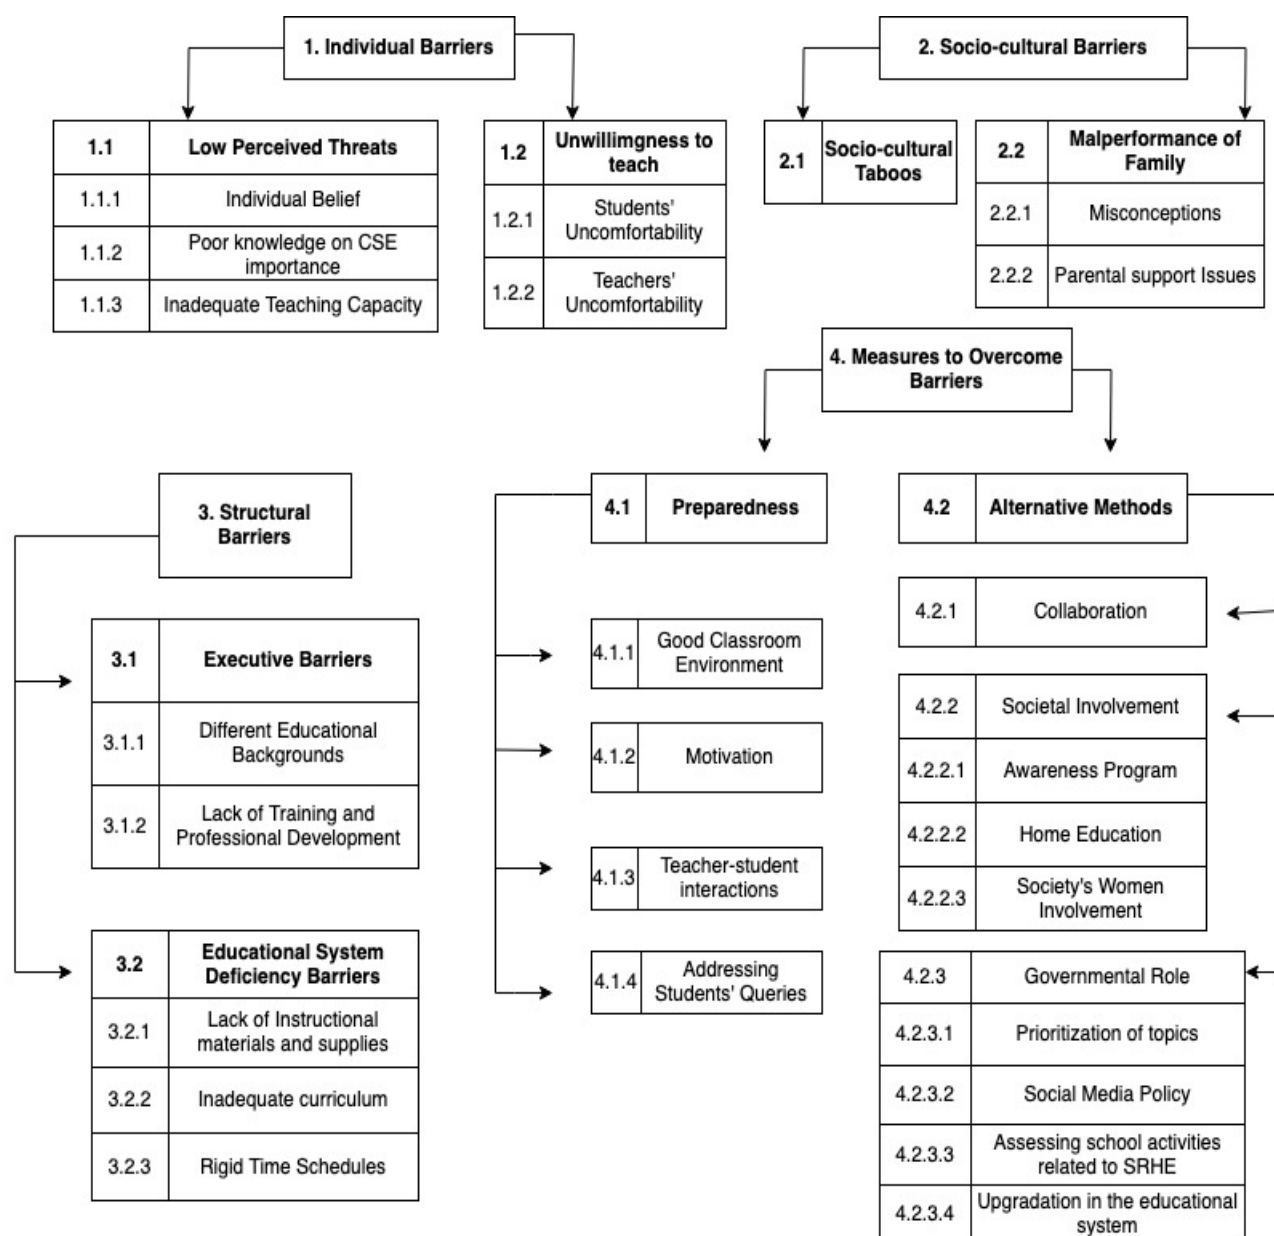 1. Individual Barriers
1.1 Low Perceived Threats
1.1.1 Individual Belief
1.1.2 Poor knowledge on CSE
importance
1.1.3 Inadequate Teaching Capacity
1.2 Unwillimgness to
teach
1.2.1 Students'
Uncomfortability
1.2.2 Teachers'
Uncomfortability
2. Socio-cultural Barriers
2.1 Socio-cultural
Taboos
2.2 Malperformance of
Family
2.2.1 Misconceptions
2.2.2 Parental support Issues
3. Structural
Barriers
3.1 Executive Barriers
3.1.1 Different Educational
Backgrounds
3.1.2 Lack of Training and
Professional Development
3.2 Educational System
Deficiency Barriers
3.2.1 Lack of Instructional
materials and supplies
3.2.2 Inadequate curriculum
3.2.3 Rigid Time Schedules
4. Measures to Overcome
Barriers
4.1 Preparedness
4.1.1 Good Classroom
Environment
4.1.2 Motivation
4.1.3 Teacher-student
interactions
4.1.4 Addressing
Students' Queries
4.2 Alternative Methods
4.2.1 Collaboration
4.2.2 Societal Involvement
4.2.2.1 Awareness Program
4.2.2.2 Home Education
4.2.2.3 Society's Women
Involvement
4.2.3 Governmental Role
4.2.3.1 Prioritization of topics
4.2.3.2 Social Media Policy
4.2.3.3 Assessing school activities
related to SRHE
4.2.3.4 Upgradation in the educational
system